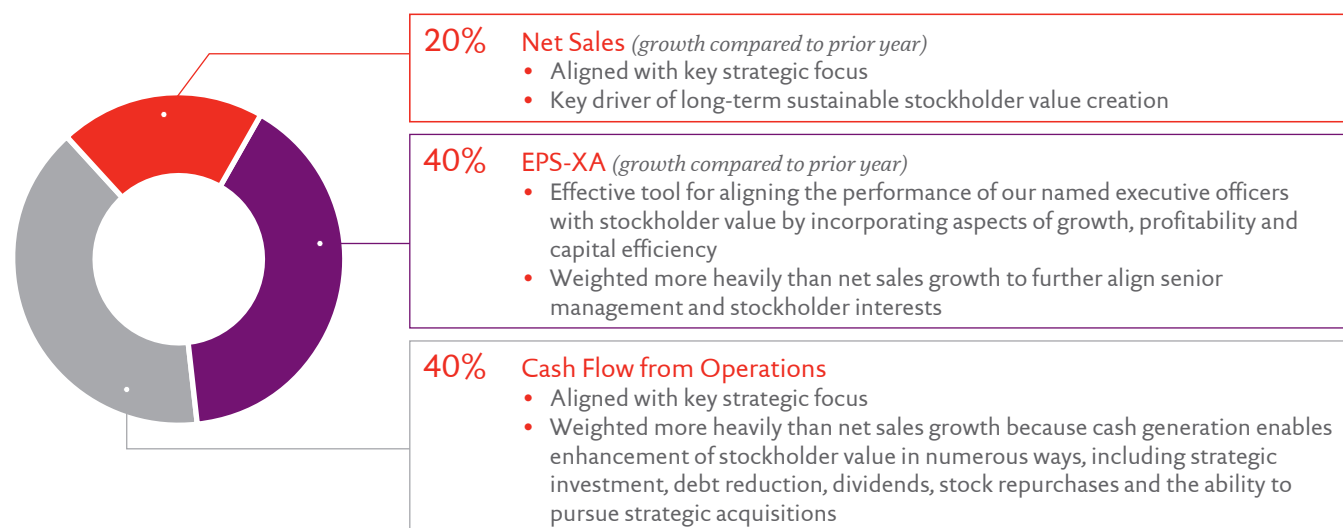 20% Net Sales (growth compared to prior year)
• Aligned with key strategic focus
• Key driver of long-term sustainable stockholder value creation
40% EPS-XA (growth compared to prior year)
• Effective tool for aligning the performance of our named executive officers
with stockholder value by incorporating aspects of growth, profitability and
capital efficiency
• Weighted more heavily than net sales growth to further align senior
management and stockholder interests
40% Cash Flow from Operations
• Aligned with key strategic focus
• Weighted more heavily than net sales growth because cash generation enables
enhancement of stockholder value in numerous ways, including strategic
investment, debt reduction, dividends, stock repurchases and the ability to
pursue strategic acquisitions